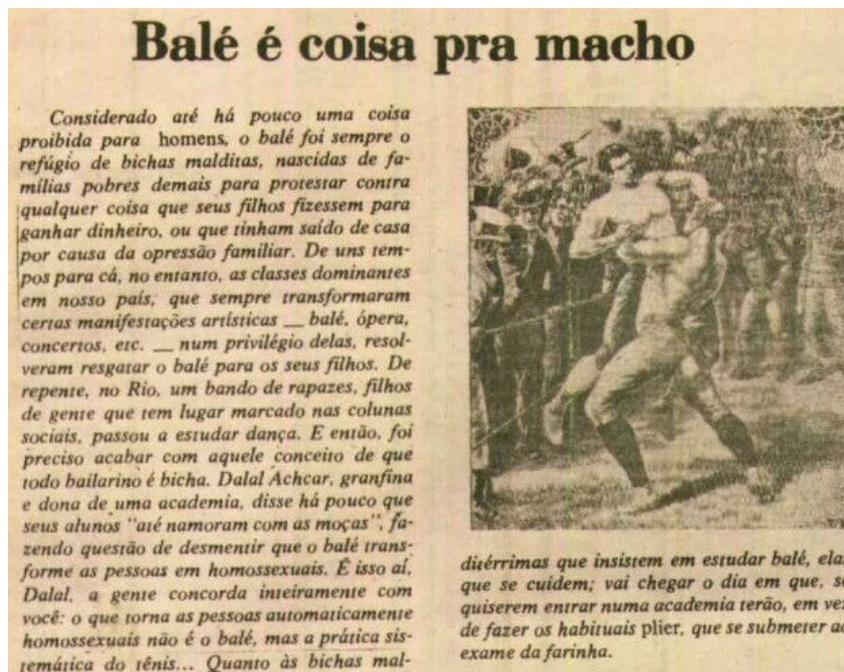 Balé é coisa pra macho
Considerado até há pouco uma coisa
proibida para homens, o balé foi sempre o
refúgio de bichas malditas, nascidas de fa-
mílias pobres demais para protestar contra
qualquer coisa que seus filhos fizessem para
ganhar dinheiro, ou que tinham saído de casa
por causa da opressão familiar. De uns tem-
pos para cá, no entanto, as classes dominantes
em nosso país, que sempre transformaram
certas manifestações artísticas __ balé, ópera,
concertos, etc. __ num privilégio delas, resol-
veram resgatar o balé para os seus filhos. De
repente, no Rio, um bando de rapazes, filhos
de gente que tem lugar marcado nas colunas
sociais, passou a estudar dança. E então, foi
preciso acabar com aquele conceito de que
todo bailarino é bicha. Dalal Achcar, granfina
e dona de uma academia, disse há pouco que
seus alunos "até namoram com as moças", fa-
zendo questão de desmentir que o balé trans-
forme as pessoas em homossexuais. É isso aí,
Dalal, a gente concorda inteiramente com
você: o que torna as pessoas automaticamente
homossexuais não é o balé, mas a prática sis-
temática do tênis... Quanto às bichas mal-
ditérrimas que insistem em estudar balé, elas
que se cuidem; vai chegar o dia em que, se
quiserem entrar numa academia terão, em vez
de fazer os habituais plier, que se submeter ao
exame da farinha.